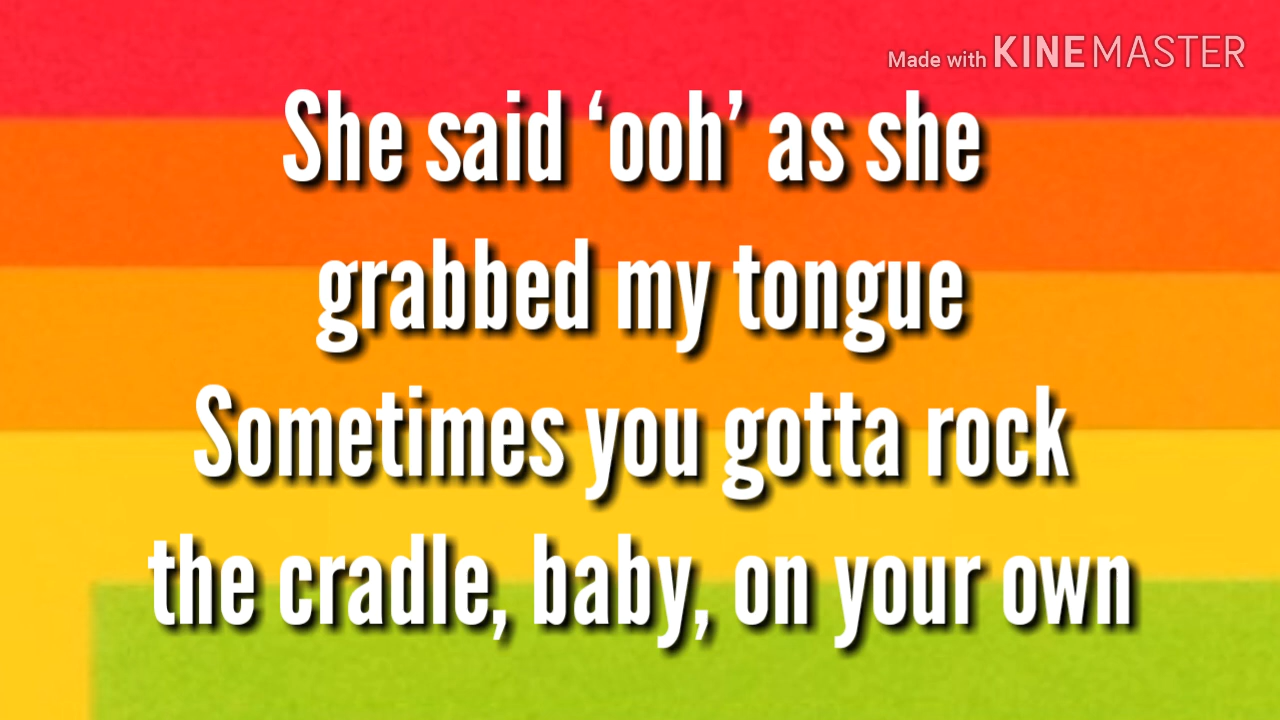 Made with KINEMASTER
She said ‘ooh’ as she
grabbed my tongue
Sometimes you gotta rock
the cradle, baby, on your own